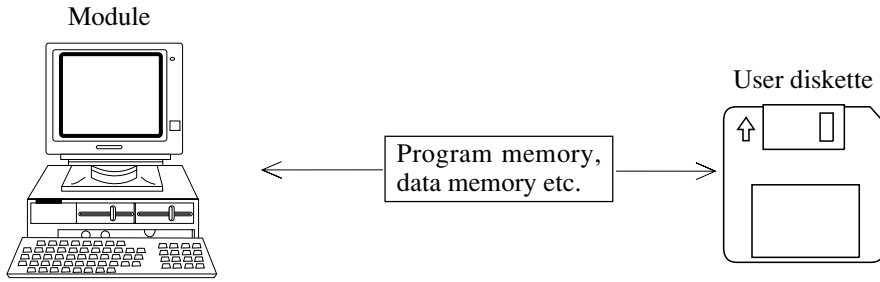 Module
User diskette
Program memory,
data memory etc.